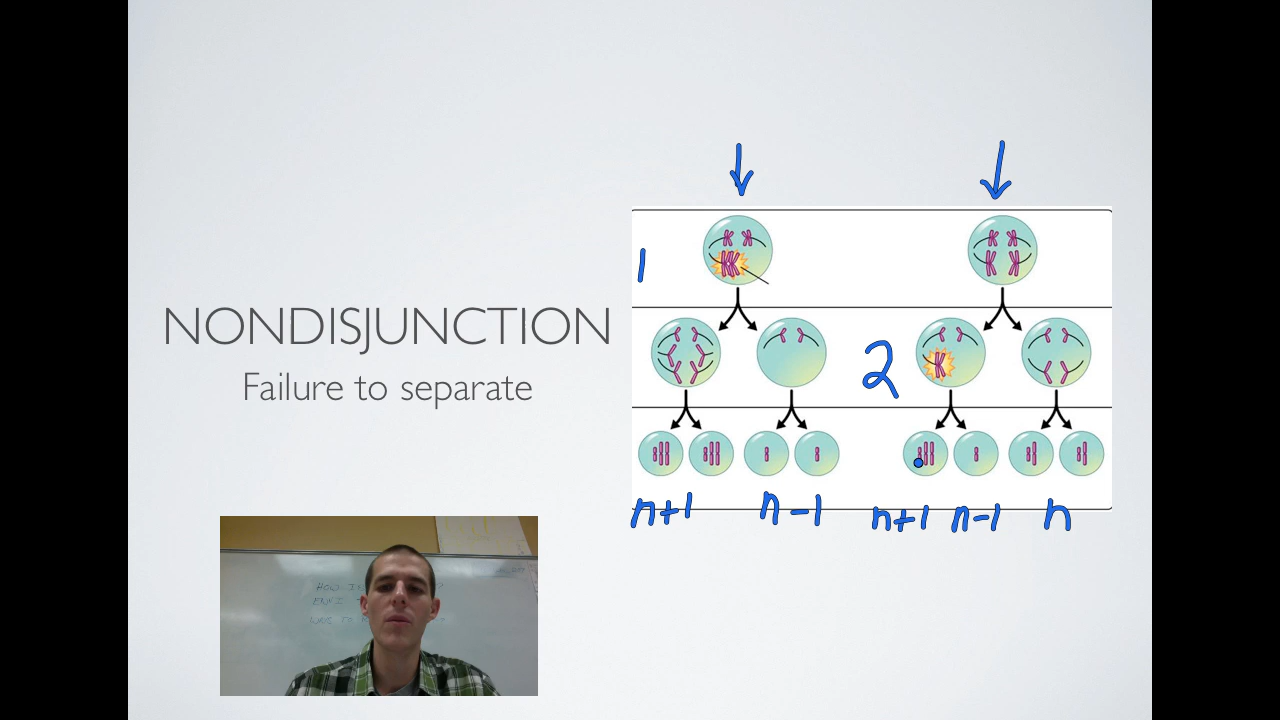 1
NONDISJUNCTION
Failure to separate
2
n+1 n-1 n+1 n-1 n